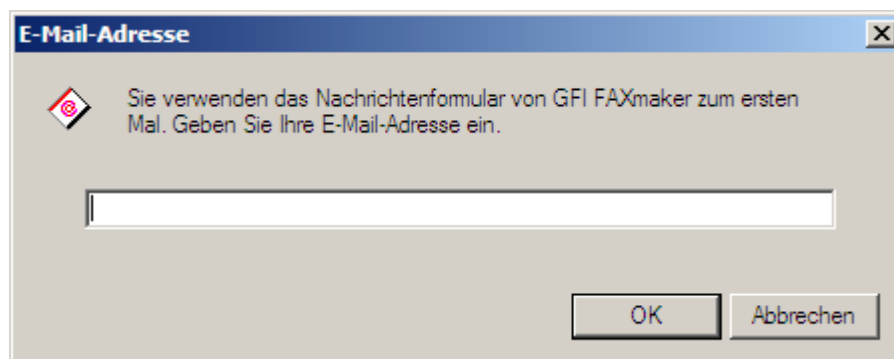 E-Mail-Adresse
Sie verwenden das Nachrichtenformular von GFI FAXmaker zum ersten
Mal. Geben Sie Ihre E-Mail-Adresse ein.
OK
Abbrechen